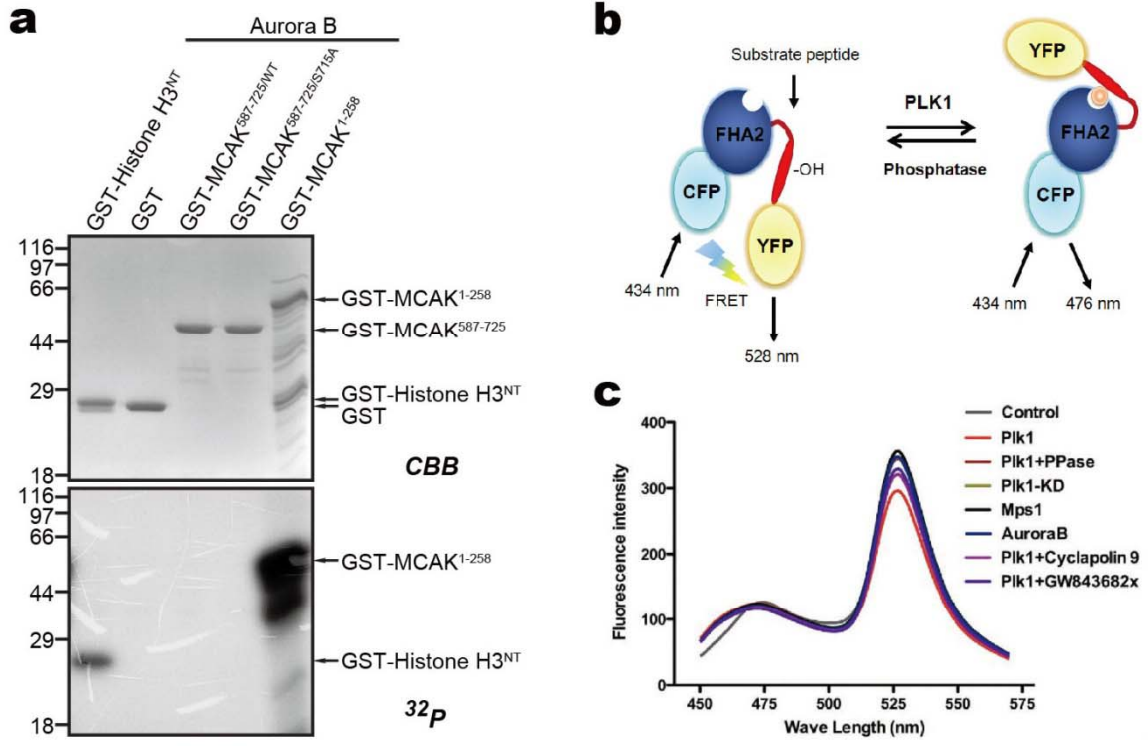 a
Aurora B
GST-Histone H3NT
GST
GST-MCAK587-725/WT
GST-MCAK587-725/S715A
GST-MCAK1-258
116
97
66
44
29
18
GST-MCAK1-258
GST-MCAK587-725
GST-Histone H3NT
GST
CBB
116
97
66
44
29
18
GST-MCAK1-258
GST-Histone H3NT
32P
b
Substrate peptide
FHA2
CFP
-OH
YFP
434 nm
FRET
528 nm
PLK1
Phosphatase
YFP
FHA2
CFP
434 nm
476 nm
c
Fluorescence intensity
400
300
200
100
0
450
475
500
525
550
575
Wave Length (nm)
Control
Plk1
Plk1+PPase
Plk1-KD
Mps1
AuroraB
Plk1+Cyclapolin 9
Plk1+GW843682x